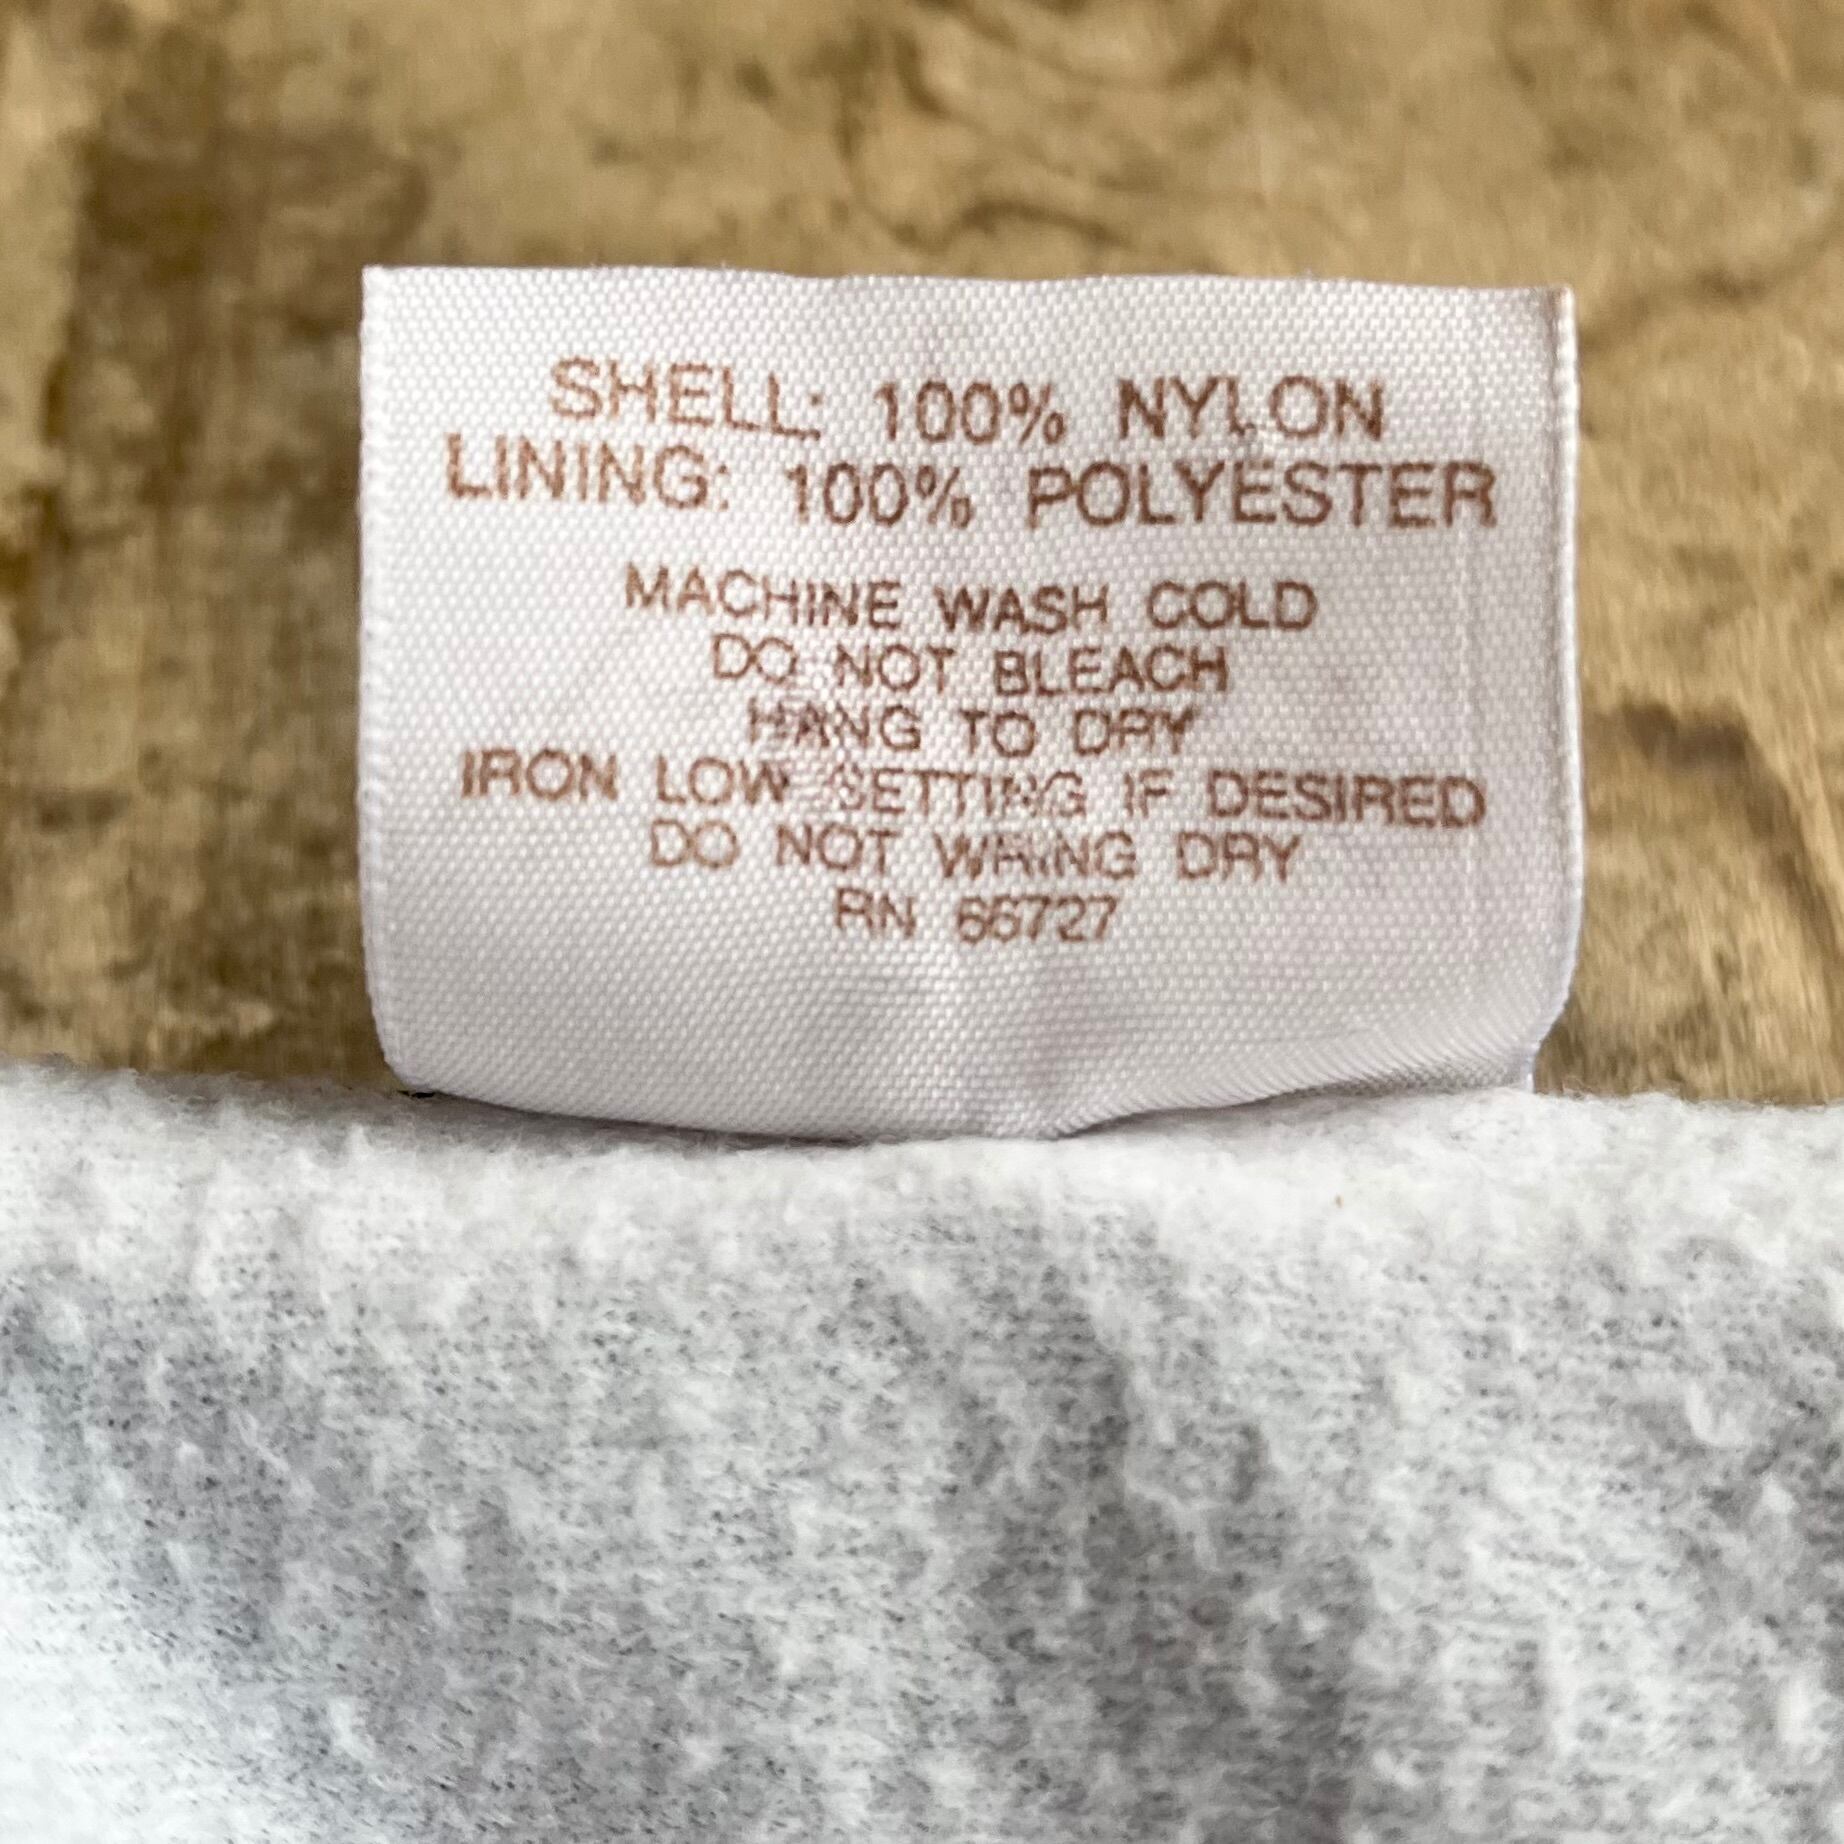 SHELL: 100% NYLON
LINING: 100% POLYESTER
MACHINE WASH COLD
DO NOT BLEACH
HANG TO DRY
IRON LOW SETTING IF DESIRED
DO NOT WRING DRY
RN 66727